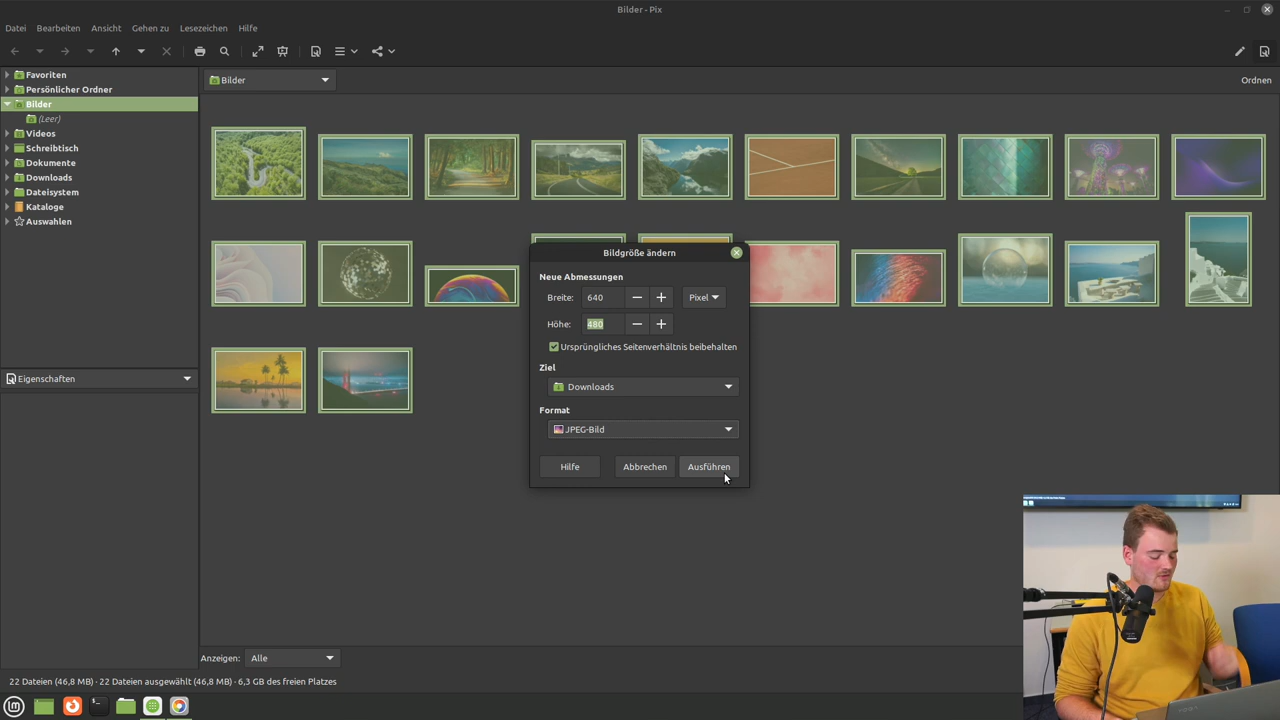 Bilder - Pix
Datei Bearbeiten Ansicht Gehen zu Lesezeichen Hilfe
Favoriten
Persönlicher Ordner
Bilder
(Leer)
Videos
Schreibtisch
Dokumente
Downloads
Dateisystem
Kataloge
Auswahlen
Eigenschaften
Bilder
Ordnen
Bildgröße ändern
Neue Abmessungen
Breite: 640 Pixel
Höhe: 480
Ursprüngliches Seitenverhältnis beibehalten
Ziel
Downloads
Format
JPEG-Bild
Hilfe Abbrechen Ausführen
Anzeigen: Alle
22 Dateien (46,8 MB) · 22 Dateien ausgewählt (46,8 MB) · 6,3 GB des freien Platzes